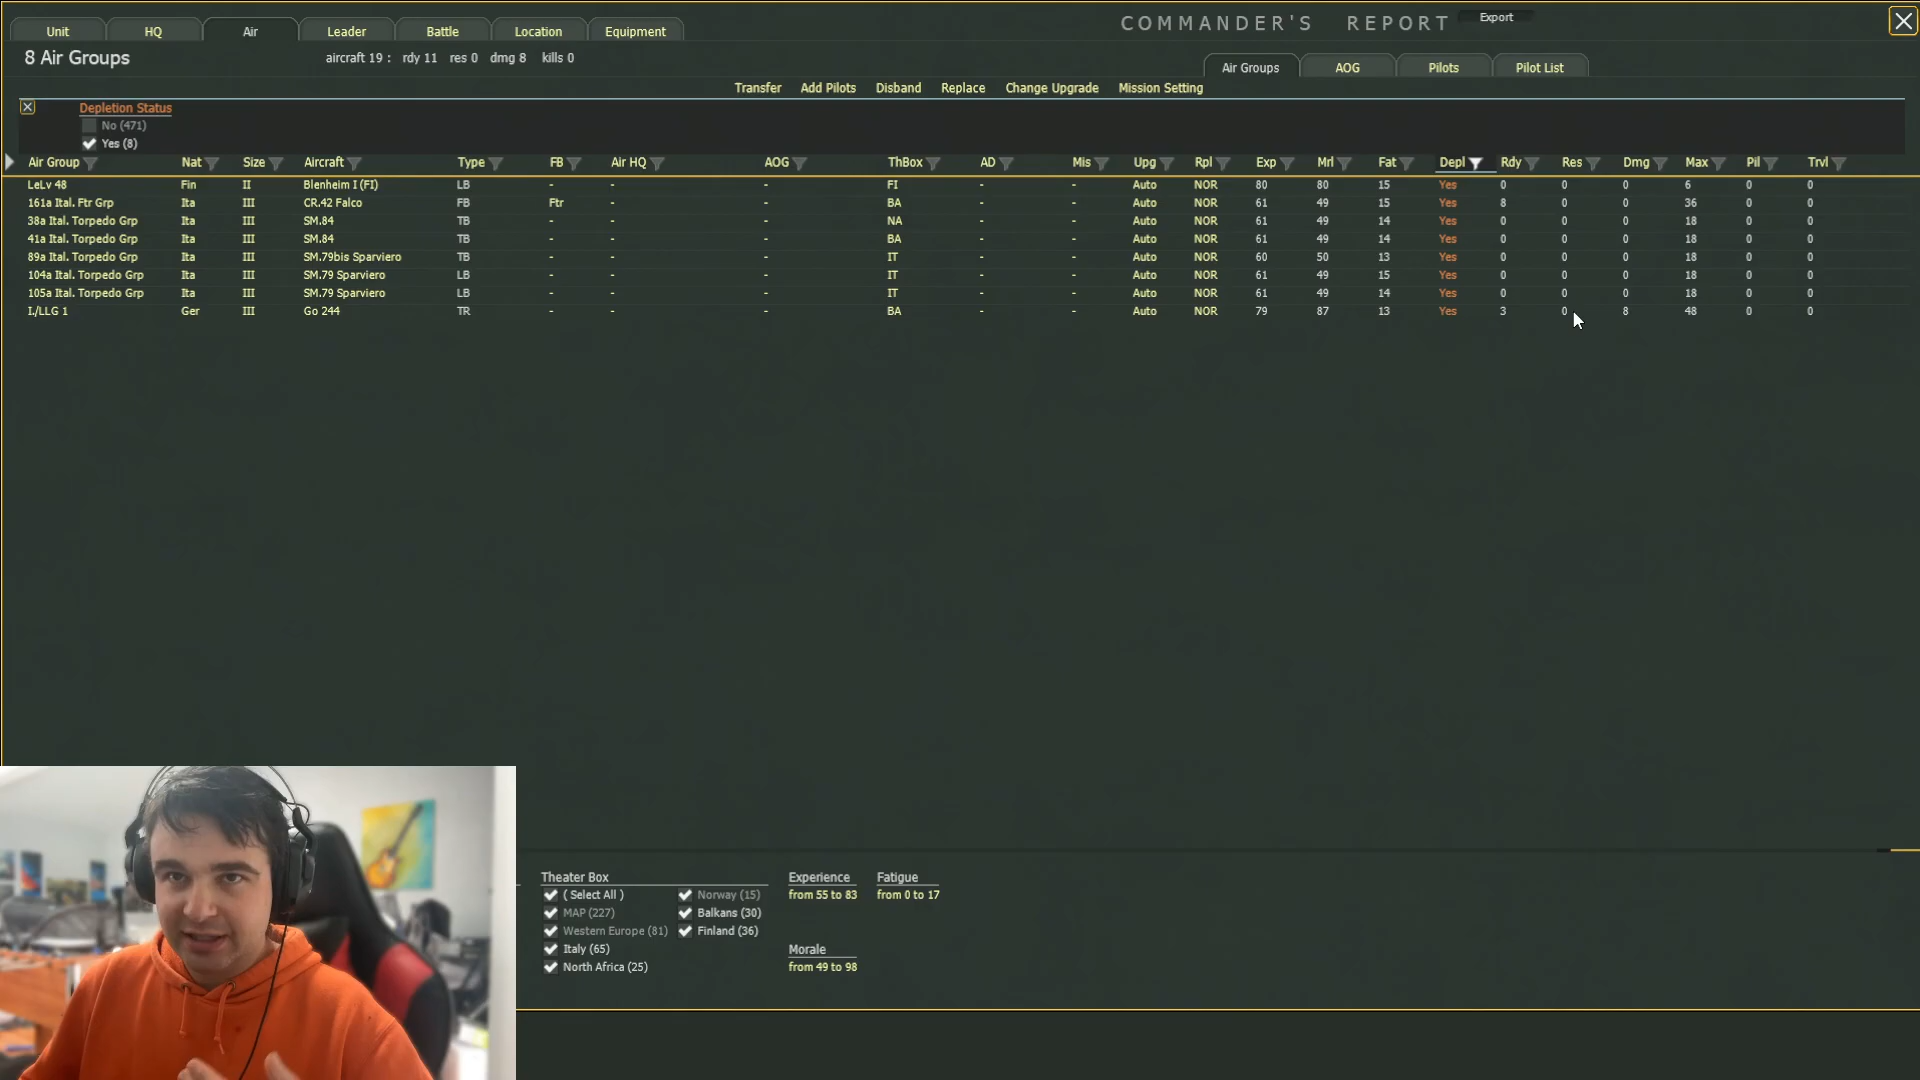 Unit HQ Air Leader Battle Location Equipment COMMANDER'S REPORT Export
8 Air Groups aircraft 19 : rdy 11 res 0 dmg 8 kills 0 Air Groups AOG Pilots Pilot List
Transfer Add Pilots Disband Replace Change Upgrade Mission Setting
Depletion Status
No (471)
Yes (8)
Air Group Nat Size Aircraft Type FB Air HQ AOG ThBox AD Mis Upg Rpl Exp Mrl Fat Depl Rdy Res Dmg Max Pil Trvl
LeLv 48 Fin II Blenheim I (FI) LB - - - FI - - Auto NOR 80 80 15 Yes 0 0 0 6 0 0
161a Ital. Ftr Grp Ita III CR.42 Falco FB Ftr - - BA - - Auto NOR 61 49 15 Yes 8 0 0 36 0 0
38a Ital. Torpedo Grp Ita III SM.84 TB - - - NA - - Auto NOR 61 49 14 Yes 0 0 0 18 0 0
41a Ital. Torpedo Grp Ita III SM.84 TB - - - BA - - Auto NOR 61 49 14 Yes 0 0 0 18 0 0
89a Ital. Torpedo Grp Ita III SM.79bis Sparviero TB - - - IT - - Auto NOR 60 50 13 Yes 0 0 0 18 0 0
104a Ital. Torpedo Grp Ita III SM.79 Sparviero LB - - - IT - - Auto NOR 61 49 15 Yes 0 0 0 18 0 0
105a Ital. Torpedo Grp Ita III SM.79 Sparviero LB - - - IT - - Auto NOR 61 49 14 Yes 0 0 0 18 0 0
I./LLG 1 Ger III Go 244 TR - - - BA - - Auto NOR 79 87 13 Yes 3 0 8 48 0 0
Theater Box Experience Fatigue
( Select All ) Norway (15) from 55 to 83 from 0 to 17
MAP (227) Balkans (30)
Western Europe (81) Finland (36)
Italy (65) Morale
North Africa (25) from 49 to 98